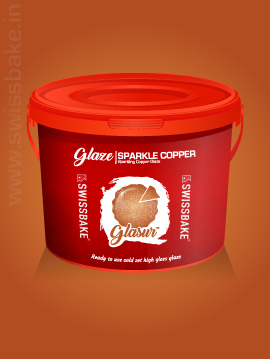 www.swissbake.in
Glaze SPARKLE COPPER
Sparkling Copper Glaze
SWISSBAKE
SWISSBAKE
Glasur
Ready to use cold set high gloss glaze